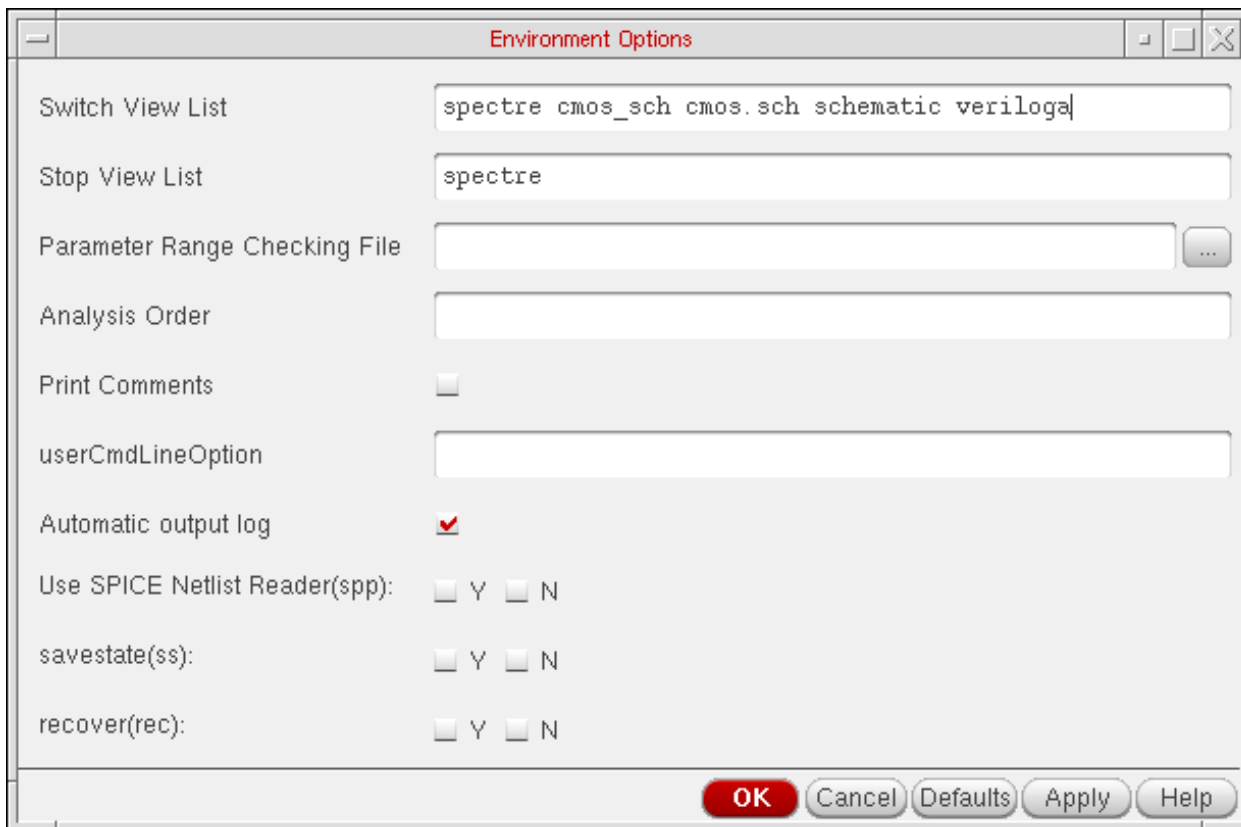 Environment Options
Switch View List spectre cmos_sch cmos.sch schematic veriloga
Stop View List spectre
Parameter Range Checking File ...
Analysis Order
Print Comments
userCmdLineOption
Automatic output log
Use SPICE Netlist Reader(spp): Y N
savestate(ss): Y N
recover(rec): Y N
OK Cancel Defaults Apply Help